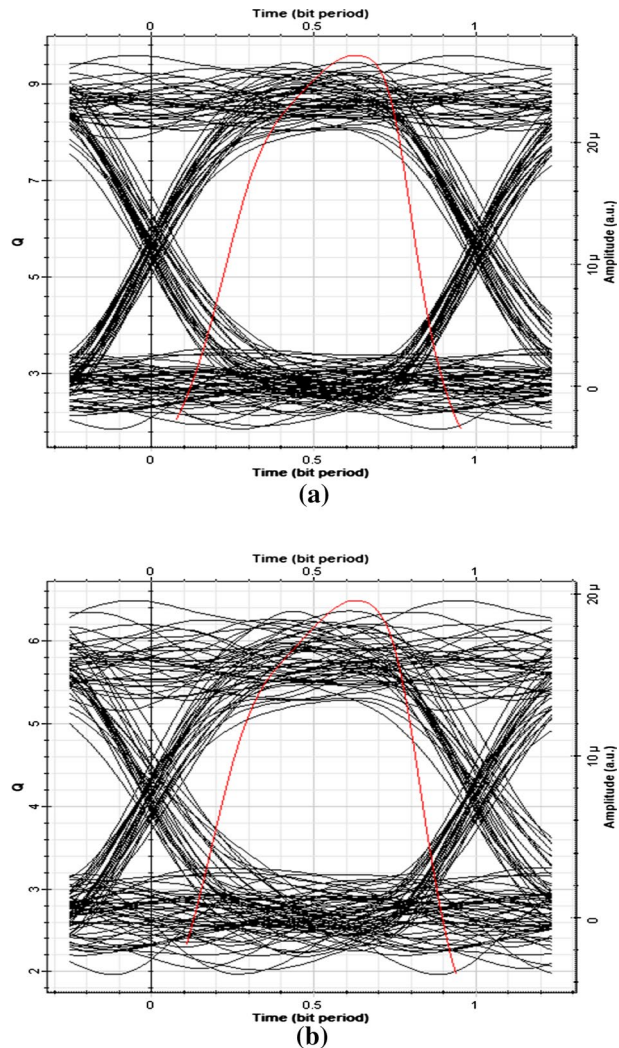 Time (bit period)
0 0.5 1
9
7
5
3
Q
20 µ
10 µ
0
Amplitude (a.u.)
0 0.5 1
Time (bit period)
(a)
Time (bit period)
0 0.5 1
6
5
4
3
2
Q
20 µ
10 µ
0
Amplitude (a.u.)
0 0.5 1
Time (bit period)
(b)